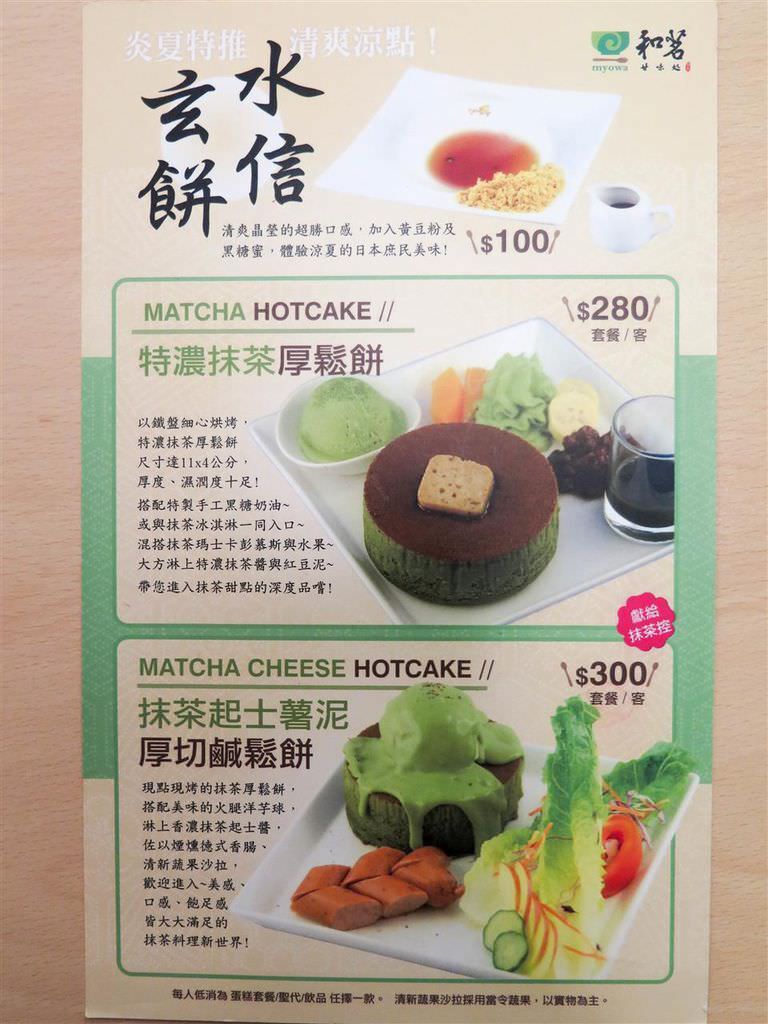 炎夏特推　清爽涼點！
和茗
甘味処
myowa
水信
玄餅
清爽晶瑩的超勝口感，加入黃豆粉及
黑糖蜜，體驗涼夏的日本庶民美味!
$100
MATCHA HOTCAKE //
$280
套餐 / 客
特濃抹茶厚鬆餅
以鐵盤細心烘烤，
特濃抹茶厚鬆餅
尺寸達11x4公分，
厚度、濕潤度十足!
搭配特製手工黑糖奶油~
或與抹茶冰淇淋一同入口~
混搭抹茶瑪士卡彭慕斯與水果~
大方淋上特濃抹茶醬與紅豆泥~
帶您進入抹茶甜點的深度品嚐!
獻給
抹茶控
MATCHA CHEESE HOTCAKE //
$300
套餐 / 客
抹茶起士薯泥
厚切鹹鬆餅
現點現烤的抹茶厚鬆餅，
搭配美味的火腿洋芋球，
淋上香濃抹茶起士醬，
佐以煙燻德式香腸、
清新蔬果沙拉，
歡迎進入~美感、
口感、飽足感
皆大大滿足的
抹茶料理新世界!
每人低消為 蛋糕套餐/聖代/飲品 任擇一款。　清新蔬果沙拉採用當令蔬果，以實物為主。